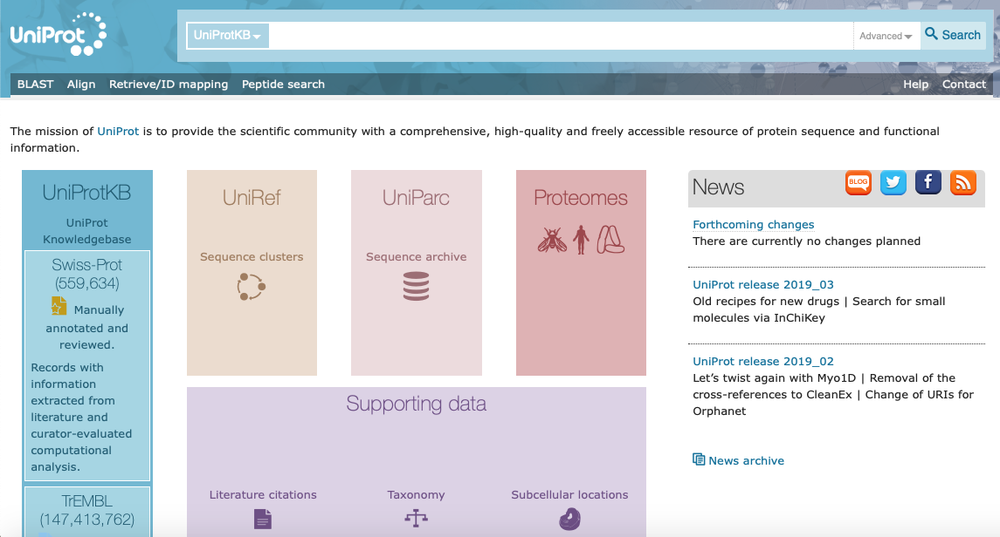 UniProt
UniProtKB
Advanced
Search
BLAST Align Retrieve/ID mapping Peptide search
Help Contact
The mission of UniProt is to provide the scientific community with a comprehensive, high-quality and freely accessible resource of protein sequence and functional
information.
UniProtKB
UniProt
Knowledgebase
Swiss-Prot
(559,634)
Manually
annotated and
reviewed.
Records with
information
extracted from
literature and
curator-evaluated
computational
analysis.
TrEMBL
(147,413,762)
UniRef
Sequence clusters
UniParc
Sequence archive
Proteomes
Supporting data
Literature citations
Taxonomy
Subcellular locations
News
BLOG
Forthcoming changes
There are currently no changes planned
UniProt release 2019_03
Old recipes for new drugs | Search for small
molecules via InChiKey
UniProt release 2019_02
Let’s twist again with Myo1D | Removal of the
cross-references to CleanEx | Change of URIs for
Orphanet
News archive